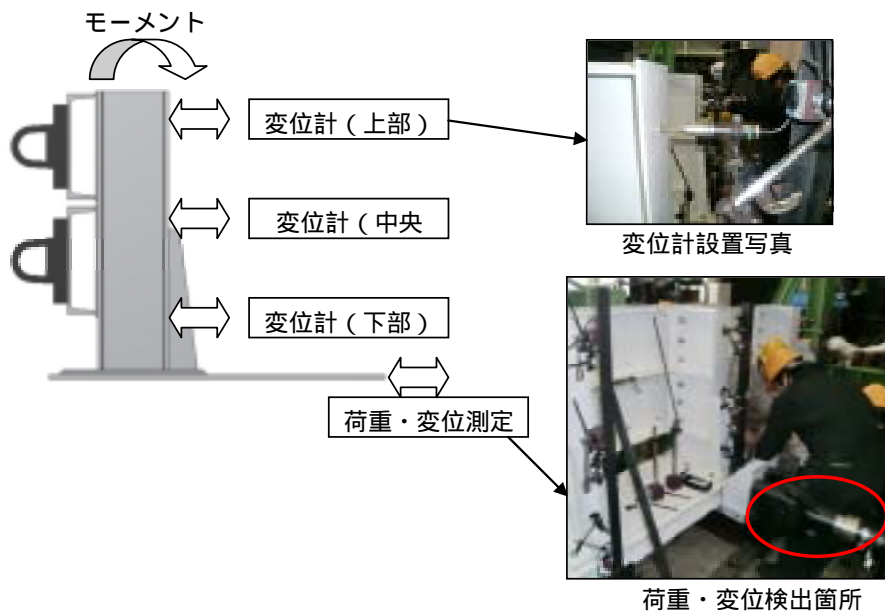 モーメント
変位計（上部）
変位計（中央
変位計（下部）
荷重・変位測定
変位計設置写真
荷重・変位検出箇所